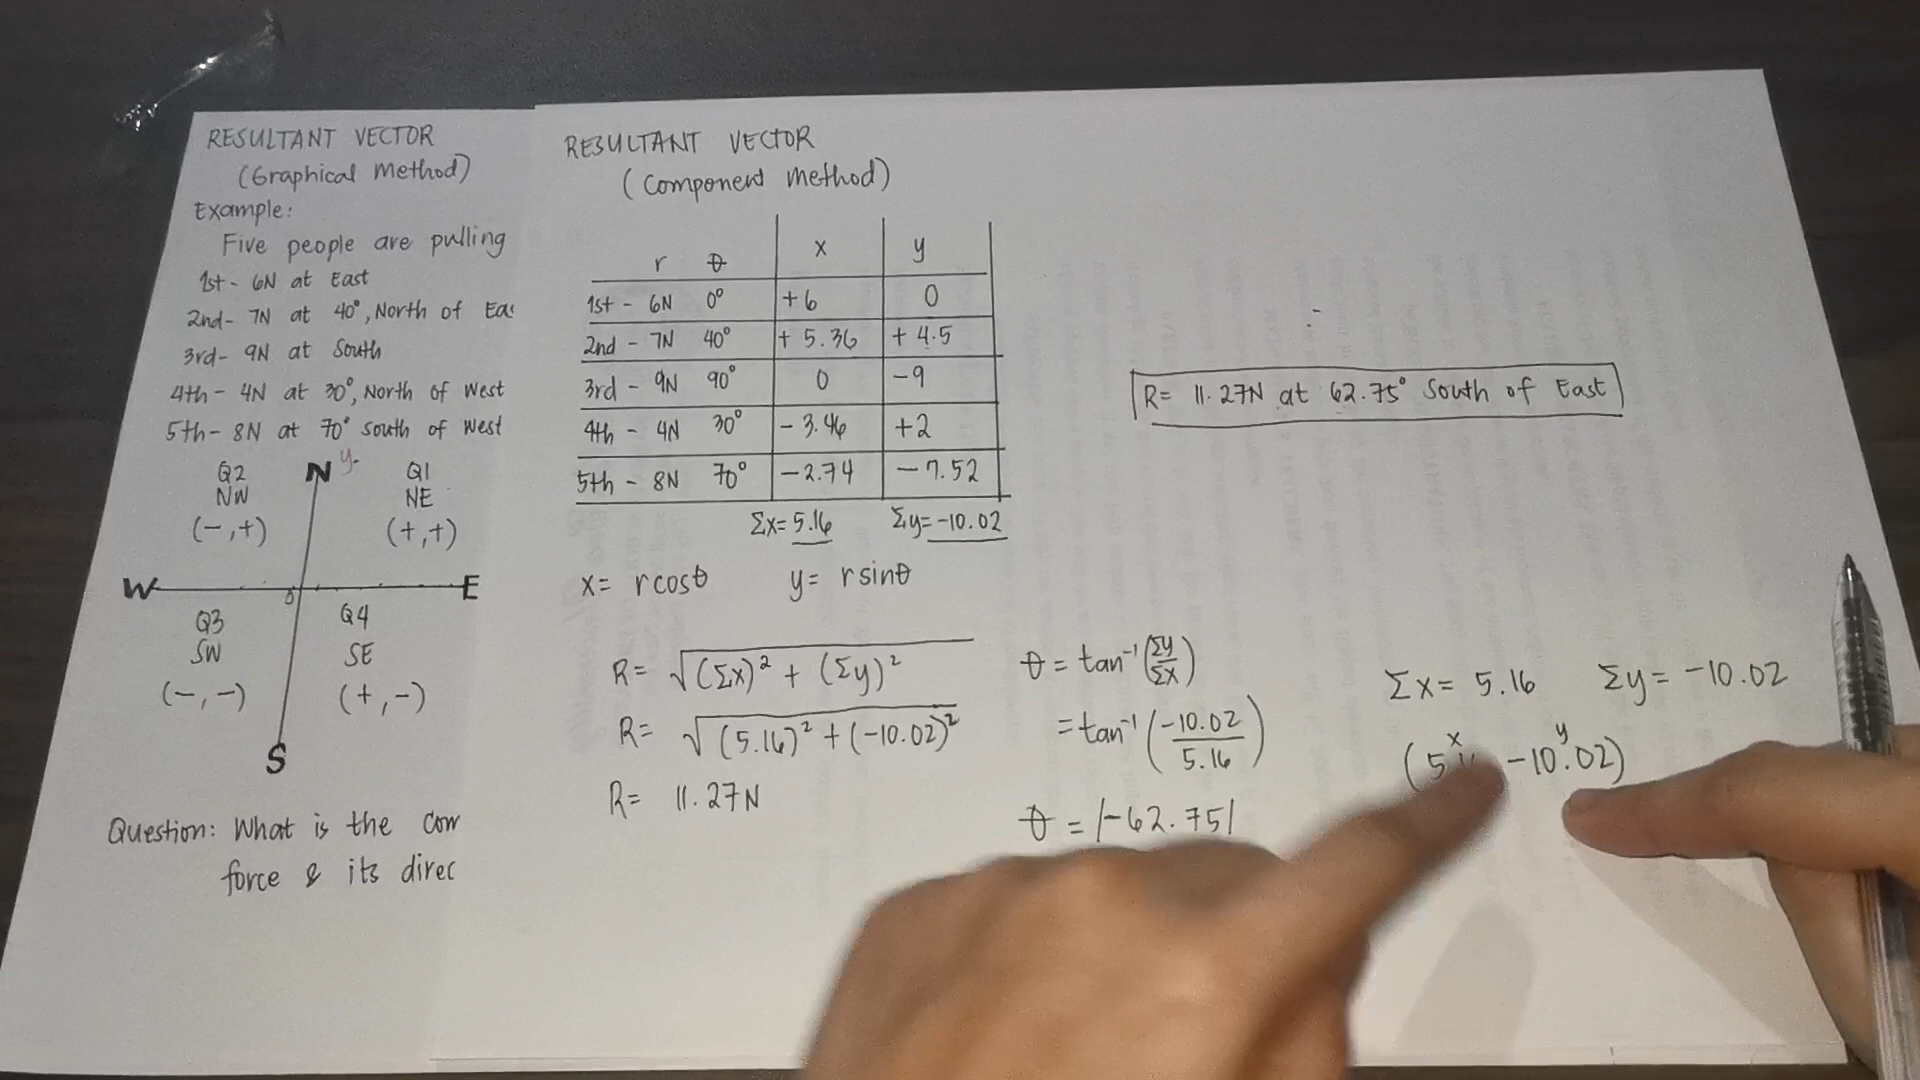 RESULTANT VECTOR
(Graphical Method)
Example:
Five people are pulling
1st - 6N at East
2nd - 7N at 40°, North of Eas
3rd - 9N at South
4th - 4N at 30°, North of West
5th - 8N at 70° South of West
Q2 N y- Q1
NW NE
(-,+) (+,+)
W E
Q3 Q4
SW SE
(-,-) (+,-)
S
Question: What is the com
force & its direc
RESULTANT VECTOR
(Component Method)
r θ x y
1st - 6N 0° +6 0
2nd - 7N 40° +5.36 +4.5
3rd - 9N 90° 0 -9
4th - 4N 30° -3.46 +2
5th - 8N 70° -2.74 -7.52
Σx= 5.16 Σy= -10.02
x= r cosθ y= r sinθ
R= √(Σx)² + (Σy)²
R= √(5.16)² + (-10.02)²
R= 11.27N
θ = tan⁻¹(Σy/Σx)
= tan⁻¹(-10.02/5.16)
θ = |-62.75|
R= 11.27N at 62.75° South of East
Σx= 5.16 Σy= -10.02
x y
(5. -10.02)